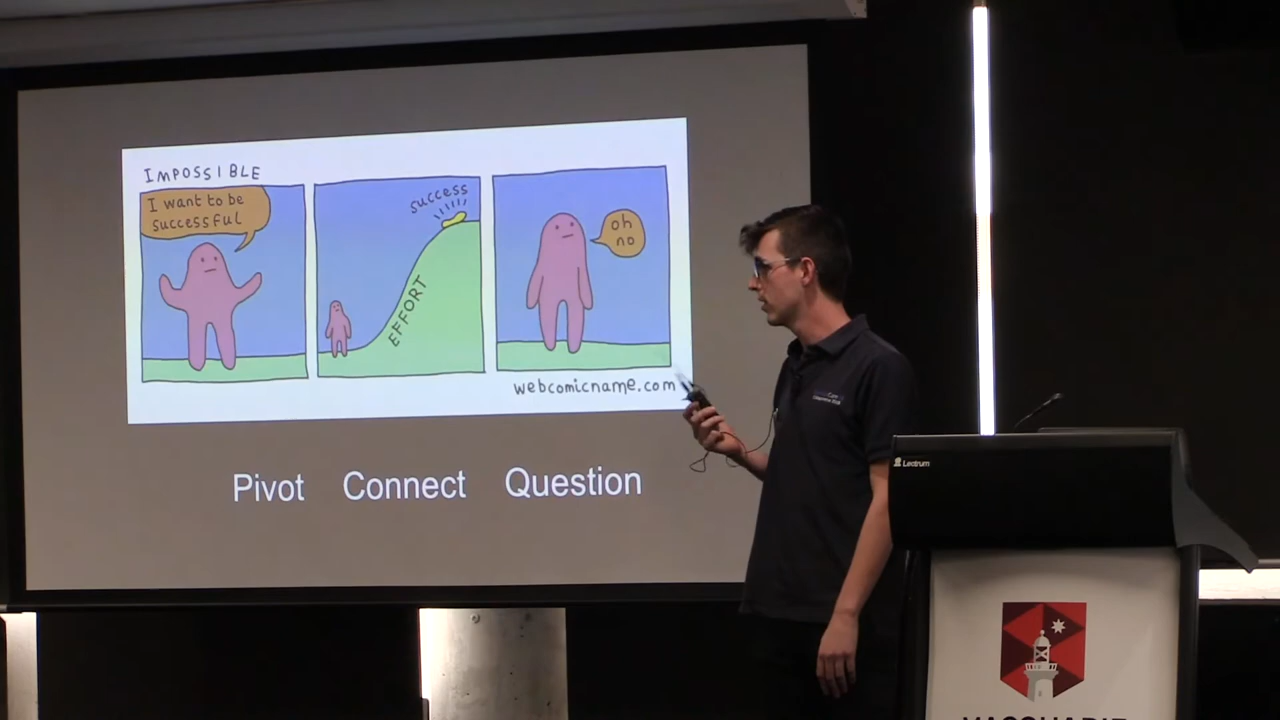 IMPOSSIBLE
I want to be
successful
success
EFFORT
oh
no
webcomicname.com
Pivot Connect Question
Lectrum